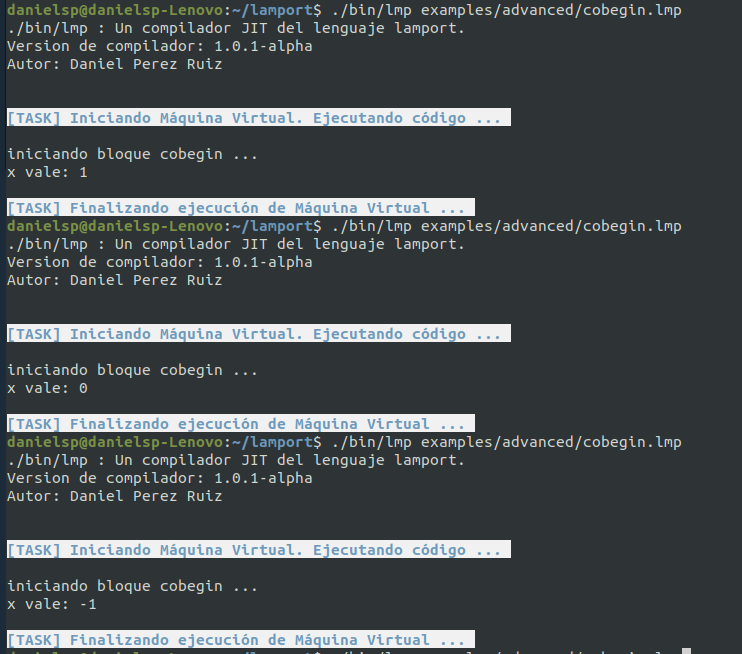 danielsp@danielsp-Lenovo:~/lamport$ ./bin/lmp examples/advanced/cobegin.lmp
./bin/lmp : Un compilador JIT del lenguaje lamport.
Version de compilador: 1.0.1-alpha
Autor: Daniel Perez Ruiz
[TASK] Iniciando Máquina Virtual. Ejecutando código ...
iniciando bloque cobegin ...
x vale: 1
[TASK] Finalizando ejecución de Máquina Virtual ...
danielsp@danielsp-Lenovo:~/lamport$ ./bin/lmp examples/advanced/cobegin.lmp
./bin/lmp : Un compilador JIT del lenguaje lamport.
Version de compilador: 1.0.1-alpha
Autor: Daniel Perez Ruiz
[TASK] Iniciando Máquina Virtual. Ejecutando código ...
iniciando bloque cobegin ...
x vale: 0
[TASK] Finalizando ejecución de Máquina Virtual ...
danielsp@danielsp-Lenovo:~/lamport$ ./bin/lmp examples/advanced/cobegin.lmp
./bin/lmp : Un compilador JIT del lenguaje lamport.
Version de compilador: 1.0.1-alpha
Autor: Daniel Perez Ruiz
[TASK] Iniciando Máquina Virtual. Ejecutando código ...
iniciando bloque cobegin ...
x vale: -1
[TASK] Finalizando ejecución de Máquina Virtual ...